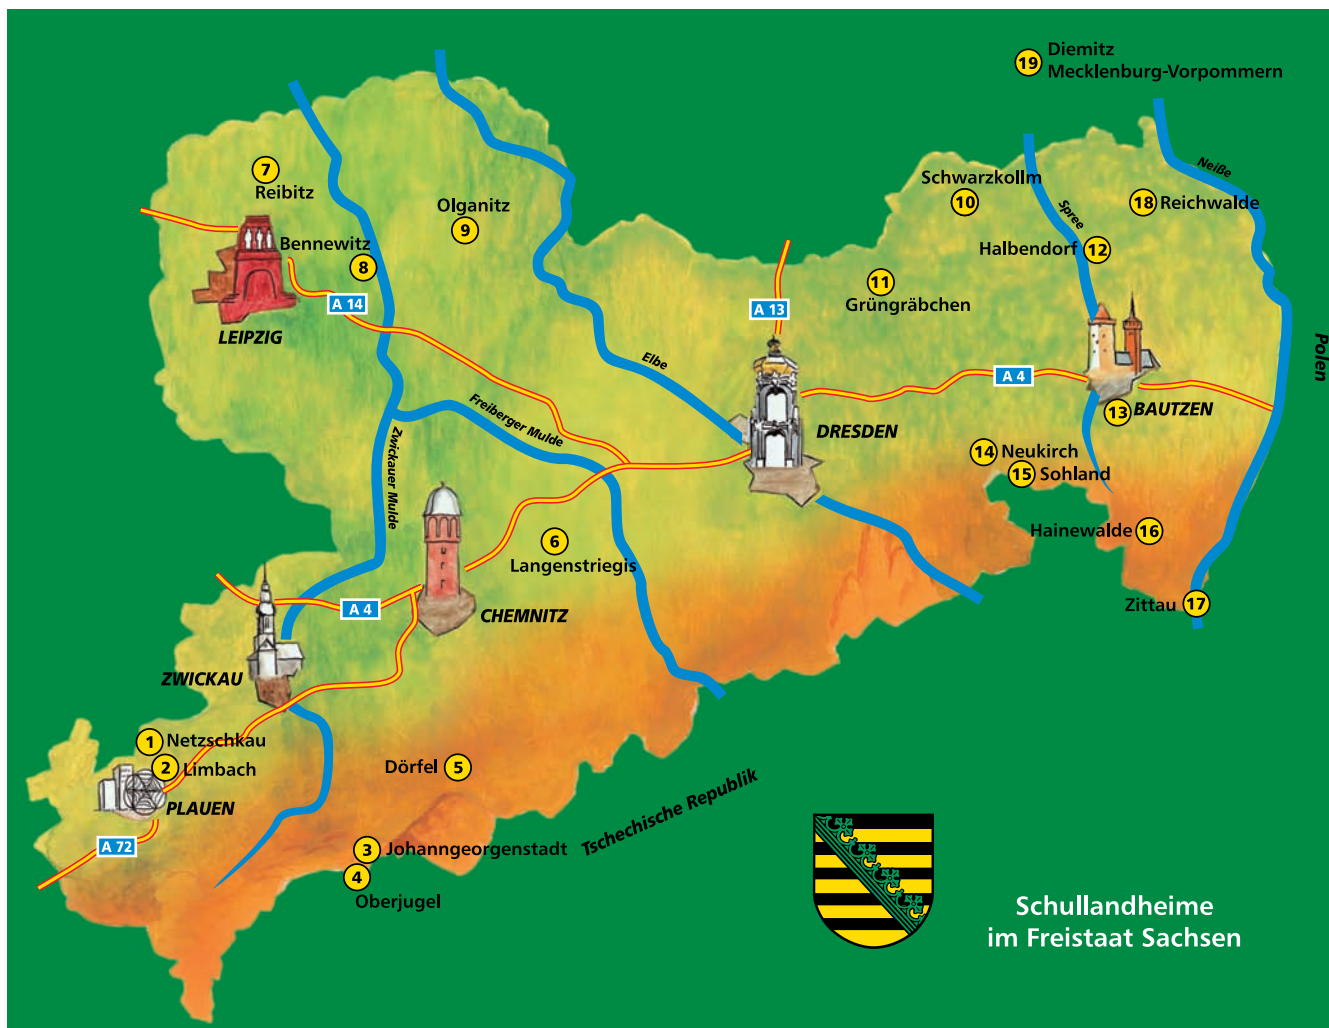 19 Diemitz
Mecklenburg-Vorpommern
7
Reibitz
Olganitz
9
Bennewitz
8
LEIPZIG
A 14
Schwarzkollm
10
Spree
Neiße
18 Reichwalde
Halbendorf 12
11
Grüngräbchen
A 13
Elbe
Polen
A 4
13 BAUTZEN
DRESDEN
Freiberger Mulde
Zwickauer Mulde
14 Neukirch
15 Sohland
Hainewalde 16
6
Langenstriegis
Zittau 17
A 4
CHEMNITZ
ZWICKAU
1 Netzschkau
2 Limbach
PLAUEN
Dörfel 5
A 72
3 Johanngeorgenstadt
4
Oberjugel
Tschechische Republik
Schullandheime
im Freistaat Sachsen